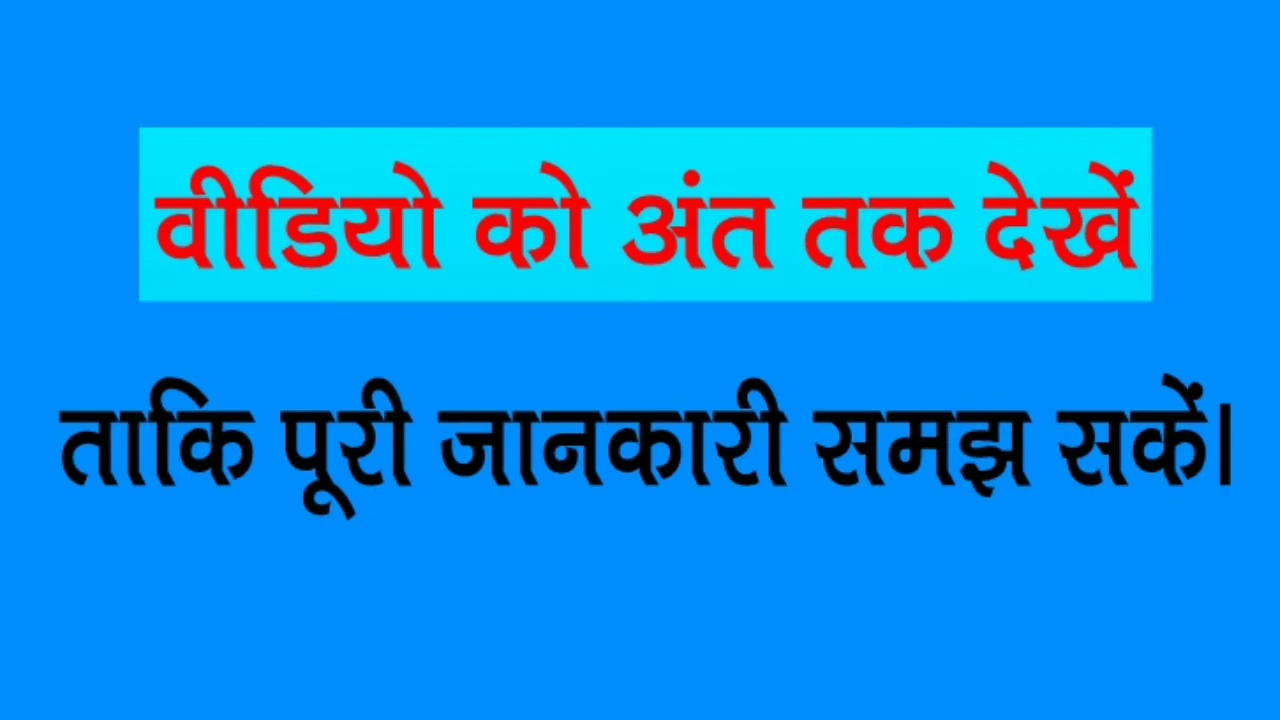 वीडियो को अंत तक देखें
ताकि पूरी जानकारी समझ सकें।